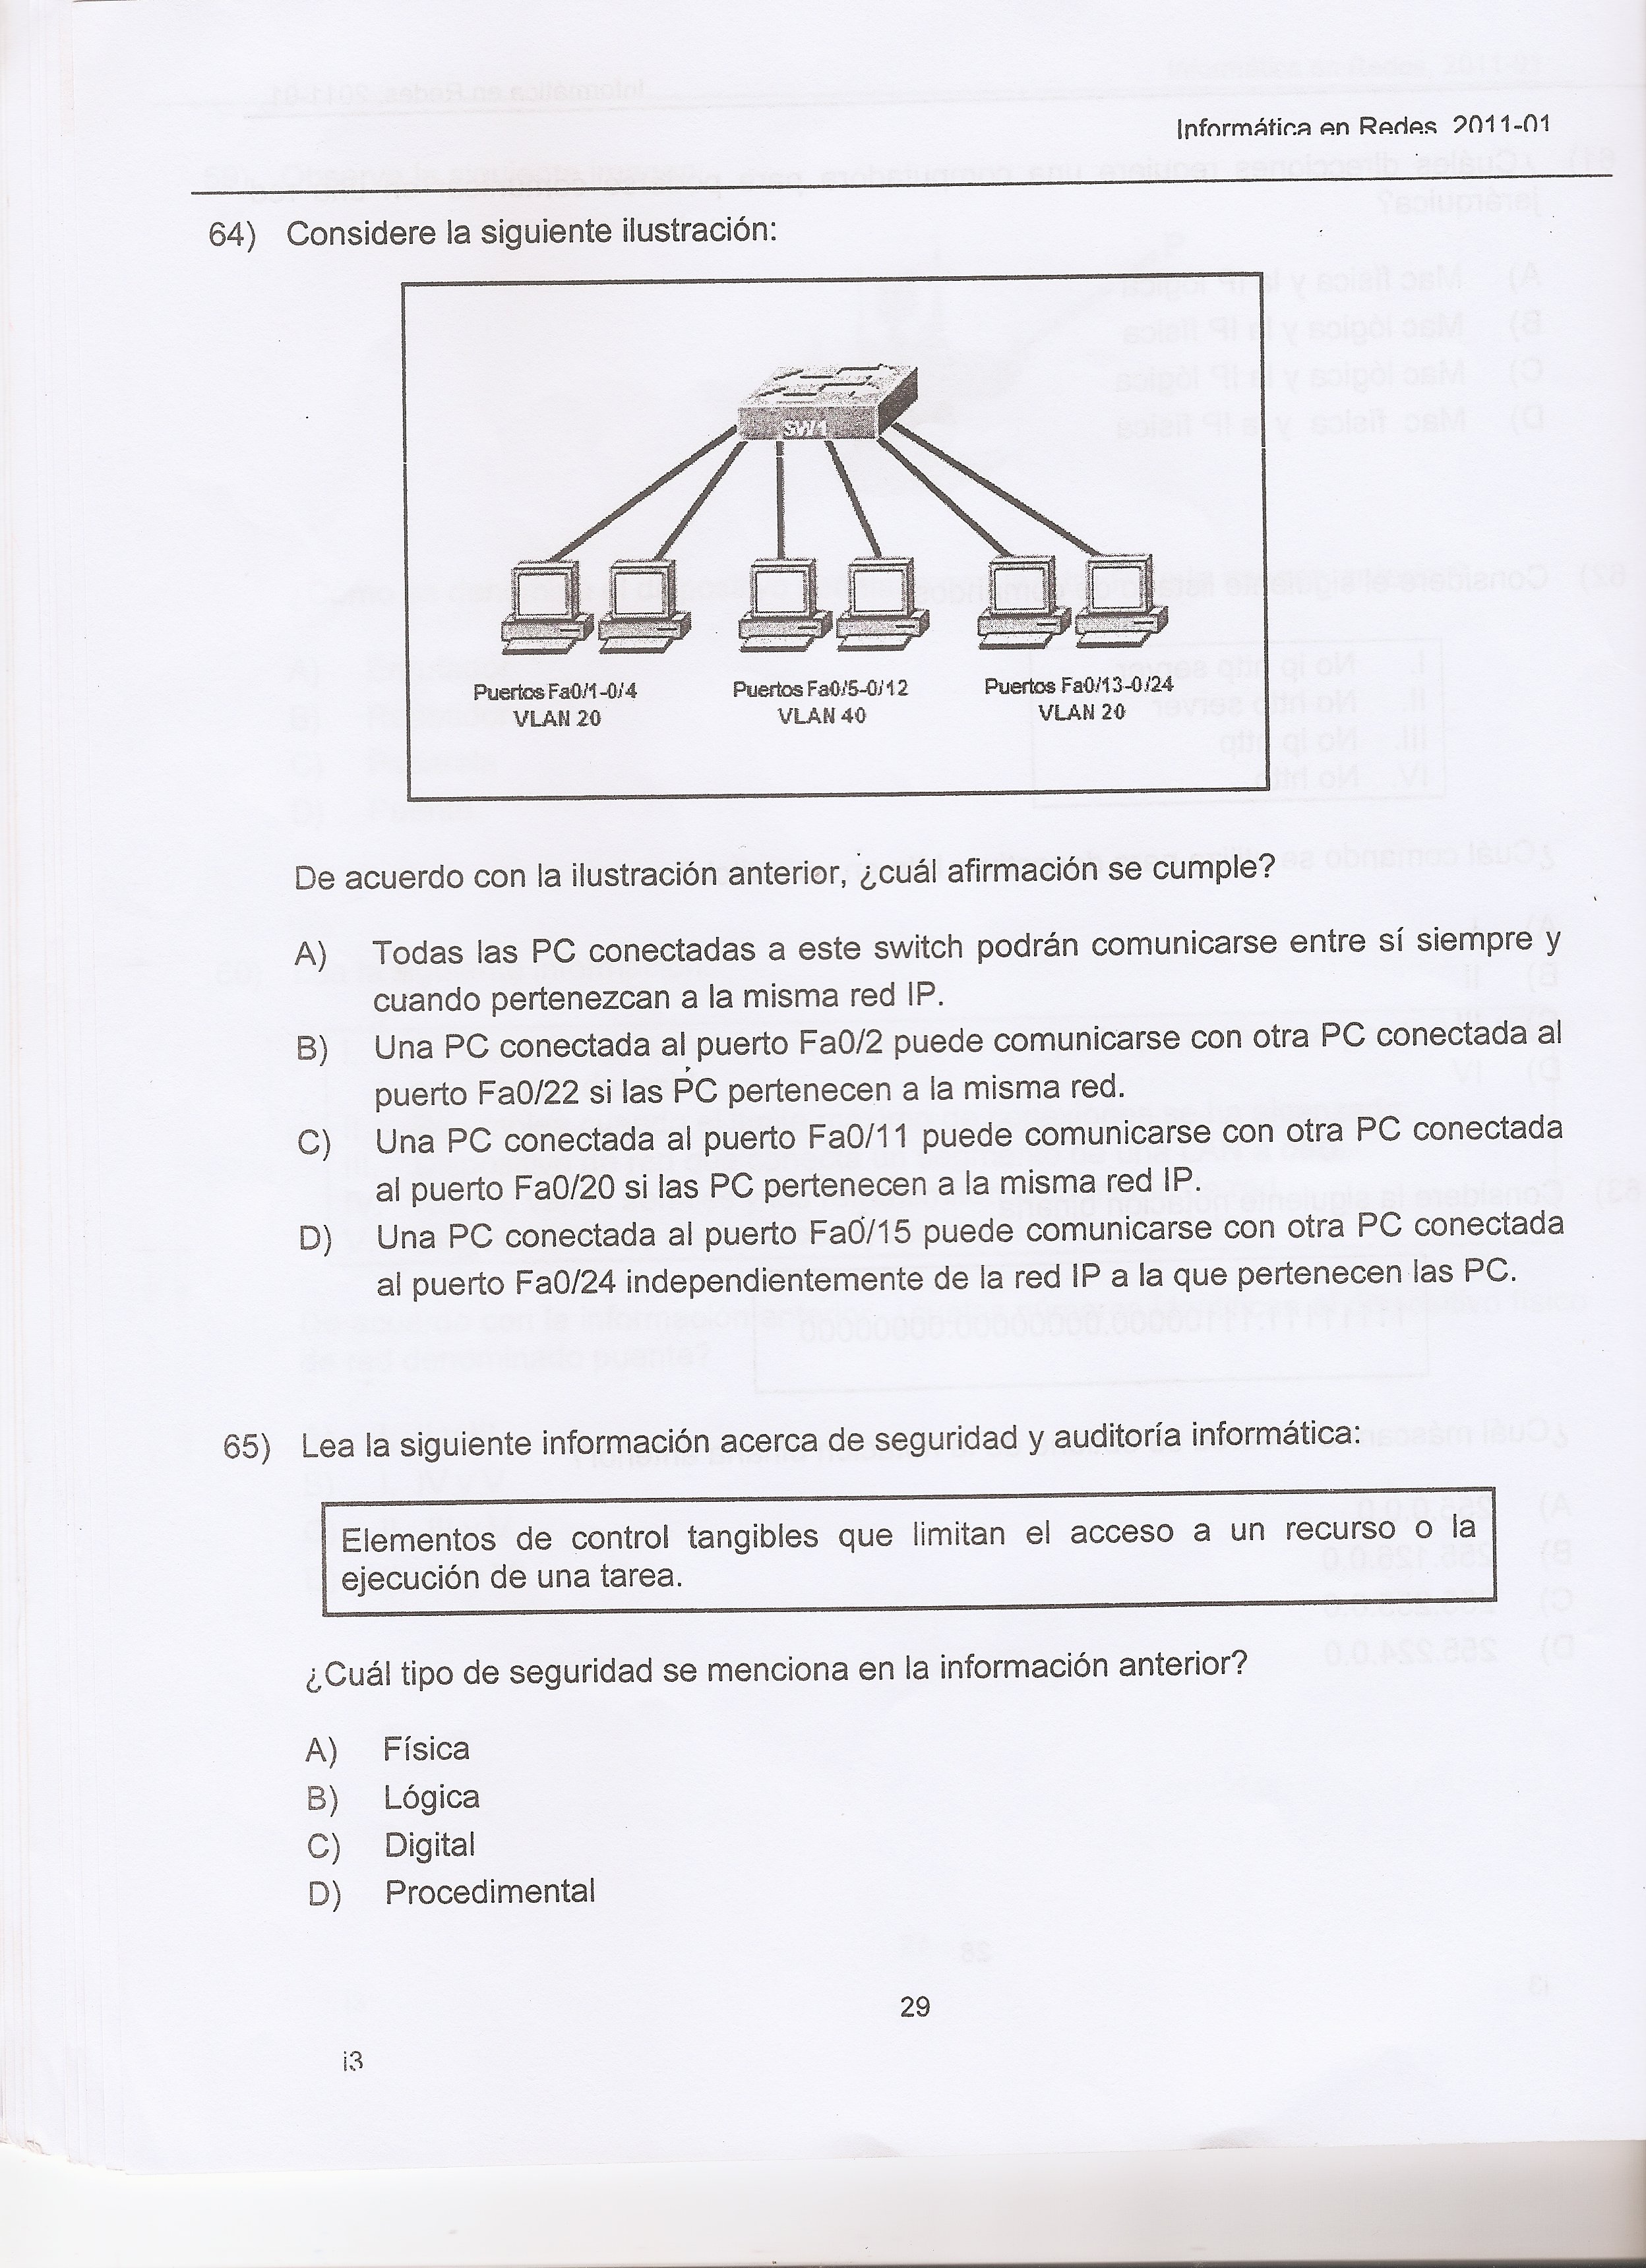 Informática en Redes 2011-01
64) Considere la siguiente ilustración:
SW1
Puertos Fa0/1-0/4
VLAN 20
Puertos Fa0/5-0/12
VLAN 40
Puertos Fa0/13-0/24
VLAN 20
De acuerdo con la ilustración anterior, ¿cuál afirmación se cumple?
A) Todas las PC conectadas a este switch podrán comunicarse entre sí siempre y
cuando pertenezcan a la misma red IP.
B) Una PC conectada al puerto Fa0/2 puede comunicarse con otra PC conectada al
puerto Fa0/22 si las PC pertenecen a la misma red.
C) Una PC conectada al puerto Fa0/11 puede comunicarse con otra PC conectada
al puerto Fa0/20 si las PC pertenecen a la misma red IP.
D) Una PC conectada al puerto Fa0/15 puede comunicarse con otra PC conectada
al puerto Fa0/24 independientemente de la red IP a la que pertenecen las PC.
65) Lea la siguiente información acerca de seguridad y auditoría informática:
Elementos de control tangibles que limitan el acceso a un recurso o la
ejecución de una tarea.
¿Cuál tipo de seguridad se menciona en la información anterior?
A) Física
B) Lógica
C) Digital
D) Procedimental
29
i3